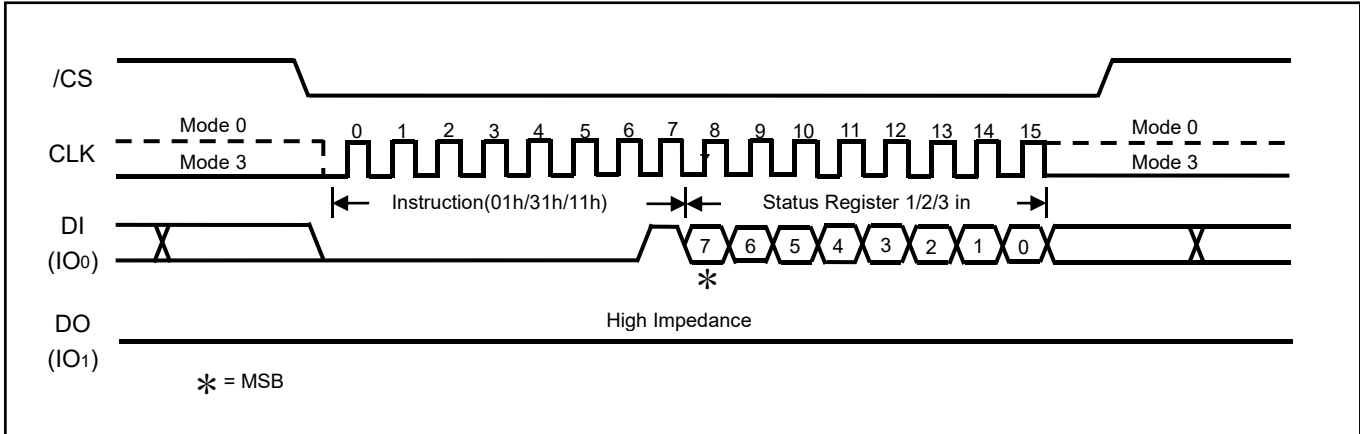 /CS
Mode 0
CLK
Mode 3
0 1 2 3 4 5 6 7 8 9 10 11 12 13 14 15
7
Mode 0
Mode 3
Instruction(01h/31h/11h)
Status Register 1/2/3 in
DI
(IO0)
7 6 5 4 3 2 1 0
*
DO
(IO1)
High Impedance
* = MSB